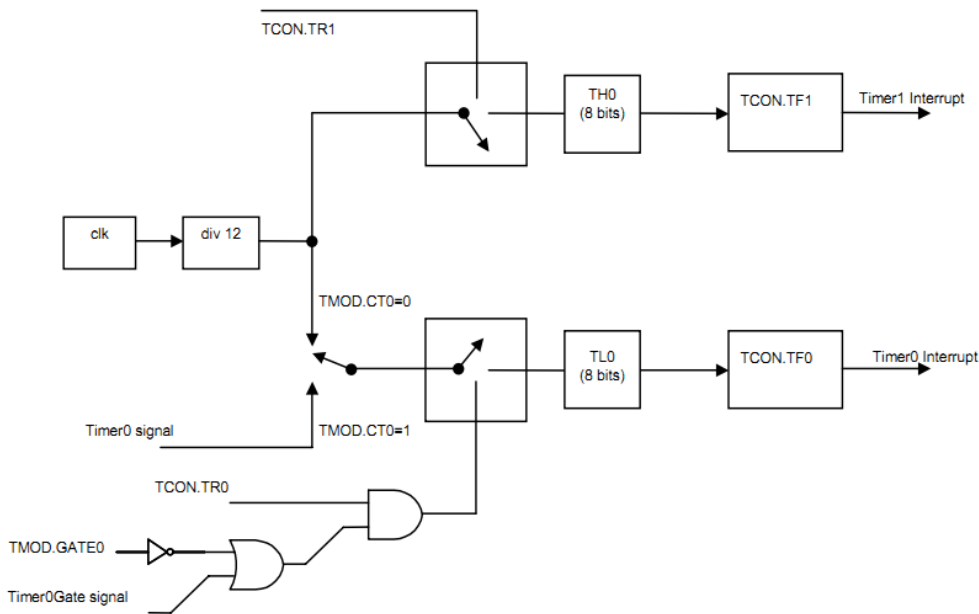 TCON.TR1
TH0
(8 bits)
TCON.TF1
Timer1 Interrupt
clk
div 12
TMOD.CT0=0
TL0
(8 bits)
TCON.TF0
Timer0 Interrupt
Timer0 signal
TMOD.CT0=1
TCON.TR0
TMOD.GATE0
Timer0Gate signal